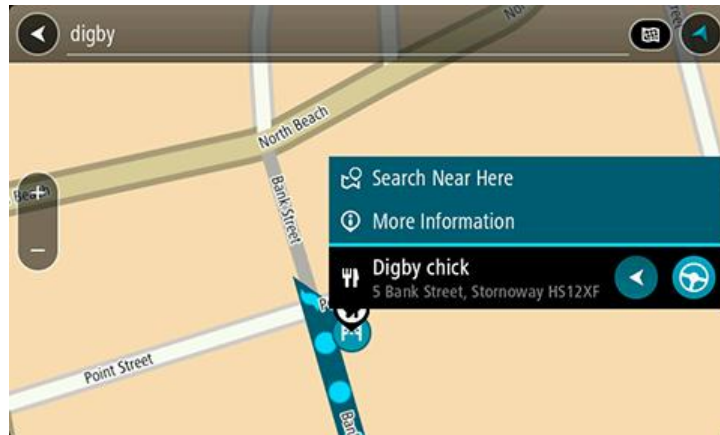 digby
North Beach
Bank Street
Search Near Here
More Information
Digby chick
5 Bank Street, Stornoway HS12XF
Point Street